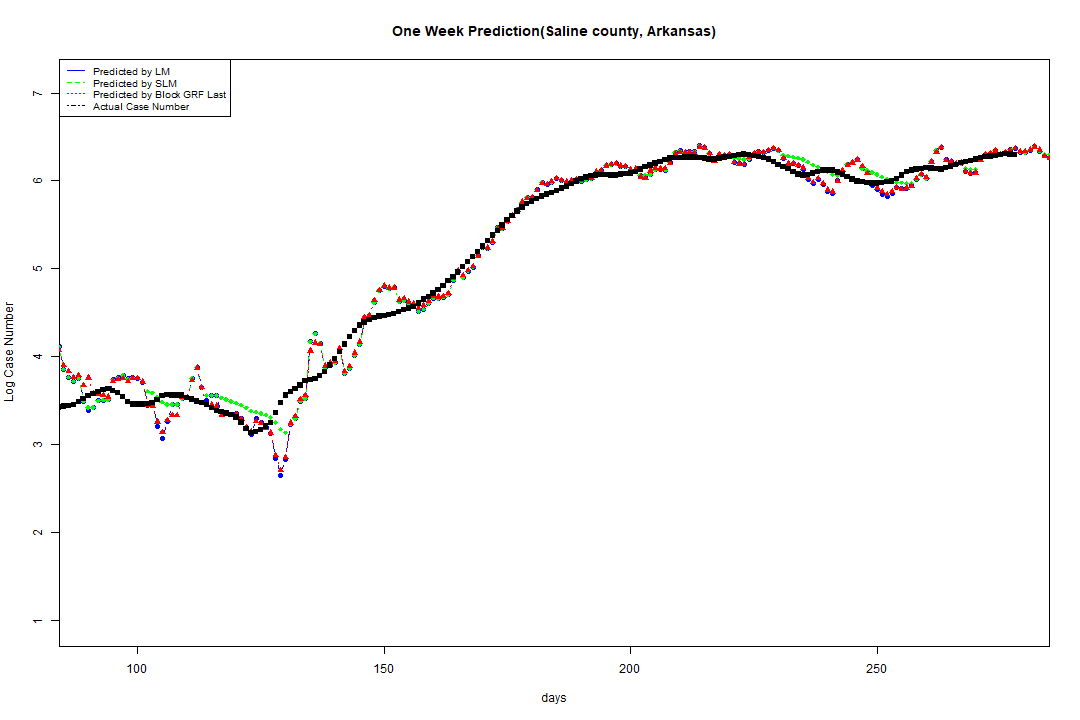 One Week Prediction(Saline county, Arkansas)
Predicted by LM
Predicted by SLM
Predicted by Block GRF Last
Actual Case Number
7
6
5
4
3
2
1
Log Case Number
100 150 200 250
days